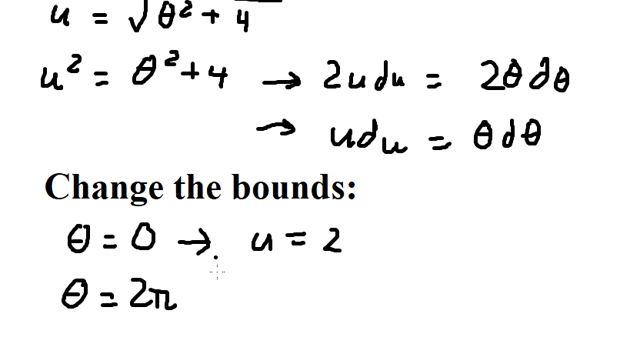 u = √θ² + 4
u² = θ² + 4 → 2udu = 2θdθ
→ udu = θdθ
Change the bounds:
θ = 0 → u = 2
θ = 2π